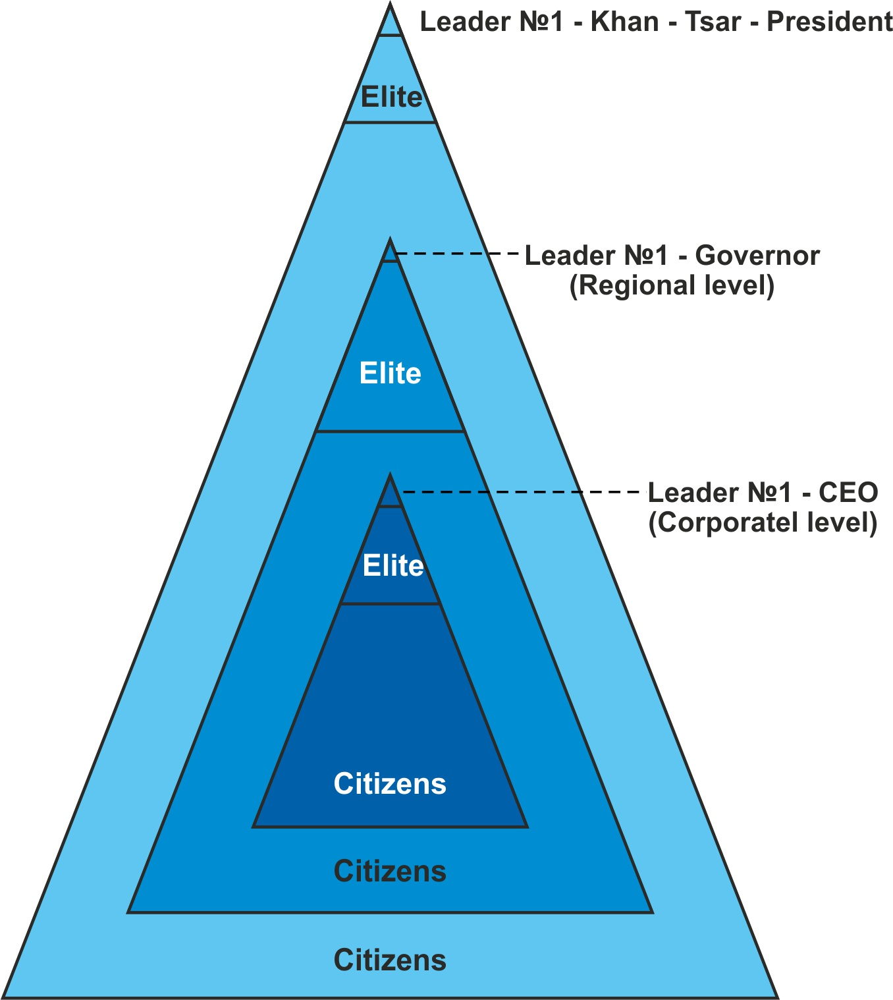 Leader №1 - Khan - Tsar - President
Elite
Leader №1 - Governor
(Regional level)
Elite
Leader №1 - CEO
(Corporatel level)
Elite
Citizens
Citizens
Citizens